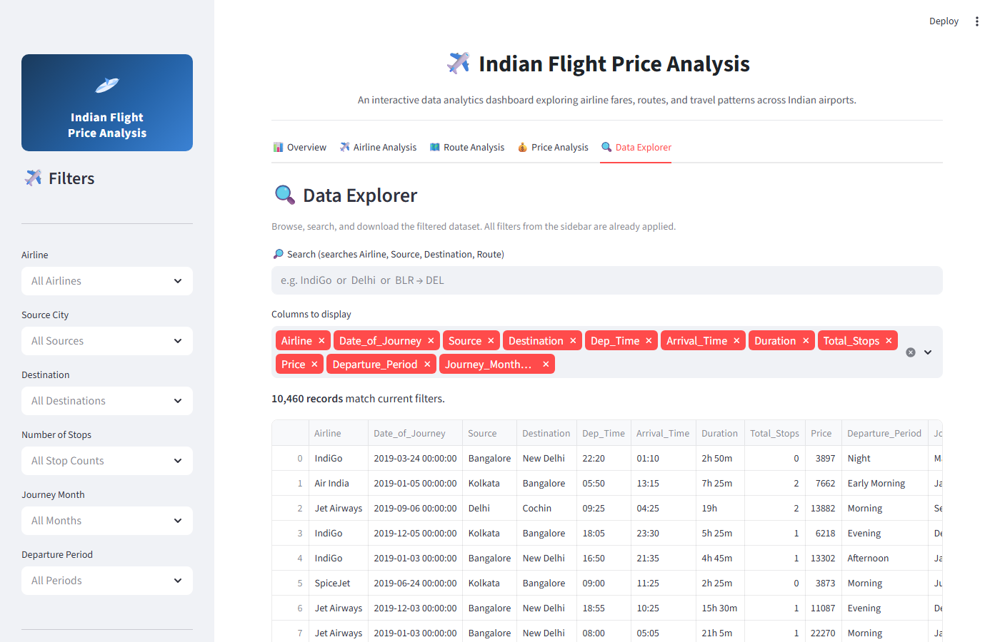 Deploy
Indian Flight
Price Analysis
Filters
Airline
All Airlines
Source City
All Sources
Destination
All Destinations
Number of Stops
All Stop Counts
Journey Month
All Months
Departure Period
All Periods
Indian Flight Price Analysis
An interactive data analytics dashboard exploring airline fares, routes, and travel patterns across Indian airports.
Overview Airline Analysis Route Analysis Price Analysis Data Explorer
Data Explorer
Browse, search, and download the filtered dataset. All filters from the sidebar are already applied.
Search (searches Airline, Source, Destination, Route)
e.g. IndiGo or Delhi or BLR → DEL
Columns to display
Airline Date_of_Journey Source Destination Dep_Time Arrival_Time Duration Total_Stops
Price Departure_Period Journey_Month…
10,460 records match current filters.
Airline Date_of_Journey Source Destination Dep_Time Arrival_Time Duration Total_Stops Price Departure_Period Jo
0 IndiGo 2019-03-24 00:00:00 Bangalore New Delhi 22:20 01:10 2h 50m 0 3897 Night
1 Air India 2019-01-05 00:00:00 Kolkata Bangalore 05:50 13:15 7h 25m 2 7662 Early Morning Ja
2 Jet Airways 2019-09-06 00:00:00 Delhi Cochin 09:25 04:25 19h 2 13882 Morning Se
3 IndiGo 2019-12-05 00:00:00 Kolkata Bangalore 18:05 23:30 5h 25m 1 6218 Evening De
4 IndiGo 2019-01-03 00:00:00 Bangalore New Delhi 16:50 21:35 4h 45m 1 13302 Afternoon Ja
5 SpiceJet 2019-06-24 00:00:00 Kolkata Bangalore 09:00 11:25 2h 25m 0 3873 Morning Ju
6 Jet Airways 2019-12-03 00:00:00 Bangalore New Delhi 18:55 10:25 15h 30m 1 11087 Evening De
7 Jet Airways 2019-01-03 00:00:00 Bangalore New Delhi 08:00 05:05 21h 5m 1 22270 Morning Ja